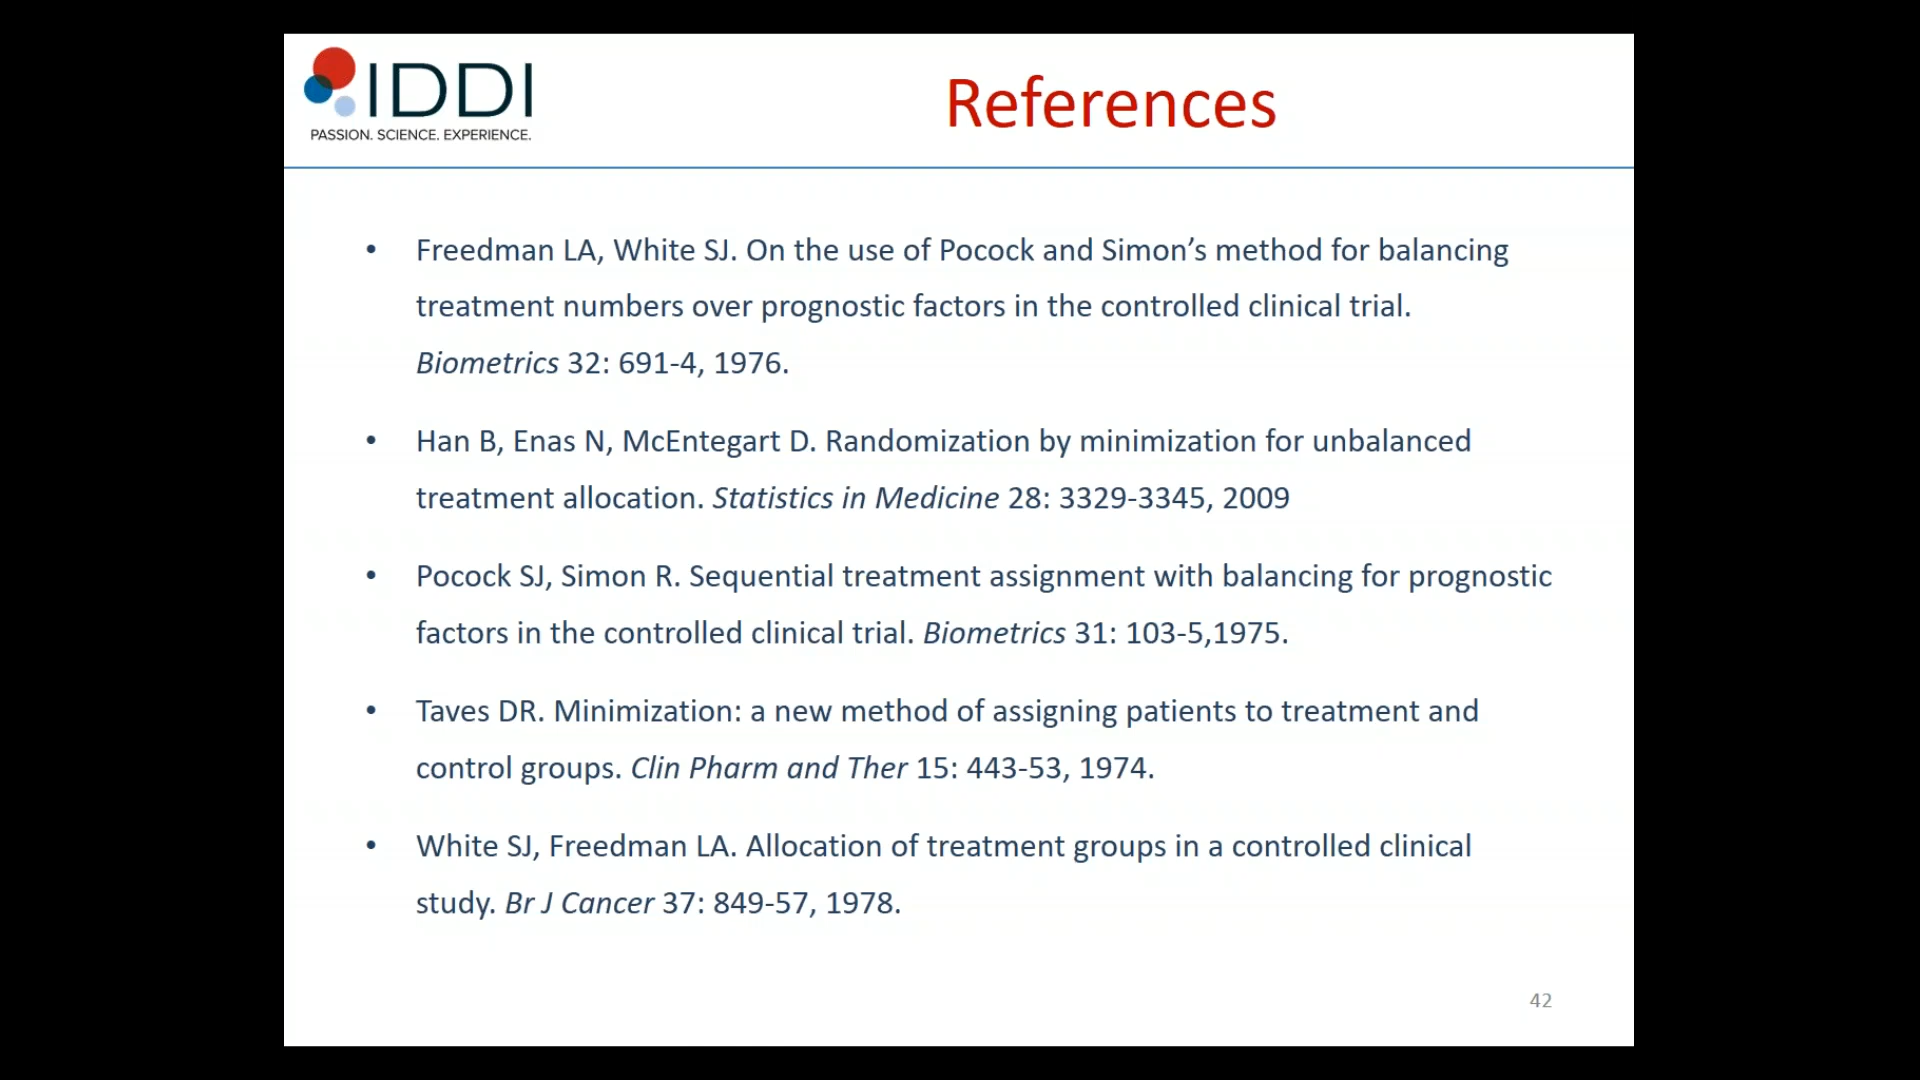 IDDI
PASSION. SCIENCE. EXPERIENCE.
References
• Freedman LA, White SJ. On the use of Pocock and Simon’s method for balancing
treatment numbers over prognostic factors in the controlled clinical trial.
Biometrics 32: 691-4, 1976.
• Han B, Enas N, McEntegart D. Randomization by minimization for unbalanced
treatment allocation. Statistics in Medicine 28: 3329-3345, 2009
• Pocock SJ, Simon R. Sequential treatment assignment with balancing for prognostic
factors in the controlled clinical trial. Biometrics 31: 103-5,1975.
• Taves DR. Minimization: a new method of assigning patients to treatment and
control groups. Clin Pharm and Ther 15: 443-53, 1974.
• White SJ, Freedman LA. Allocation of treatment groups in a controlled clinical
study. Br J Cancer 37: 849-57, 1978.
42